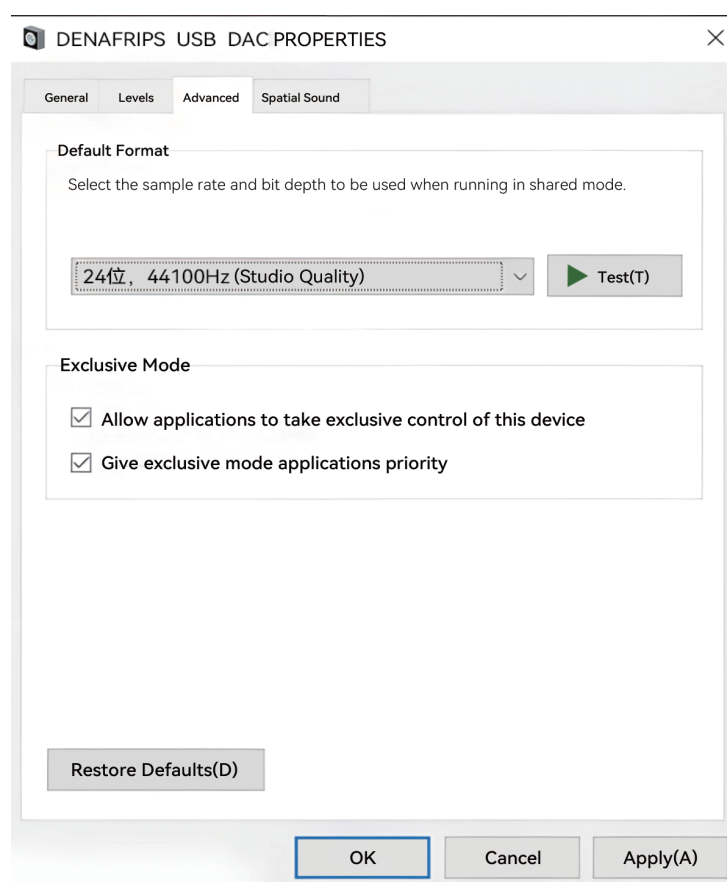 DENAFRIPS USB DAC PROPERTIES
General Levels Advanced Spatial Sound
Default Format
Select the sample rate and bit depth to be used when running in shared mode.
24位，44100Hz (Studio Quality) Test(T)
Exclusive Mode
Allow applications to take exclusive control of this device
Give exclusive mode applications priority
Restore Defaults(D)
OK Cancel Apply(A)